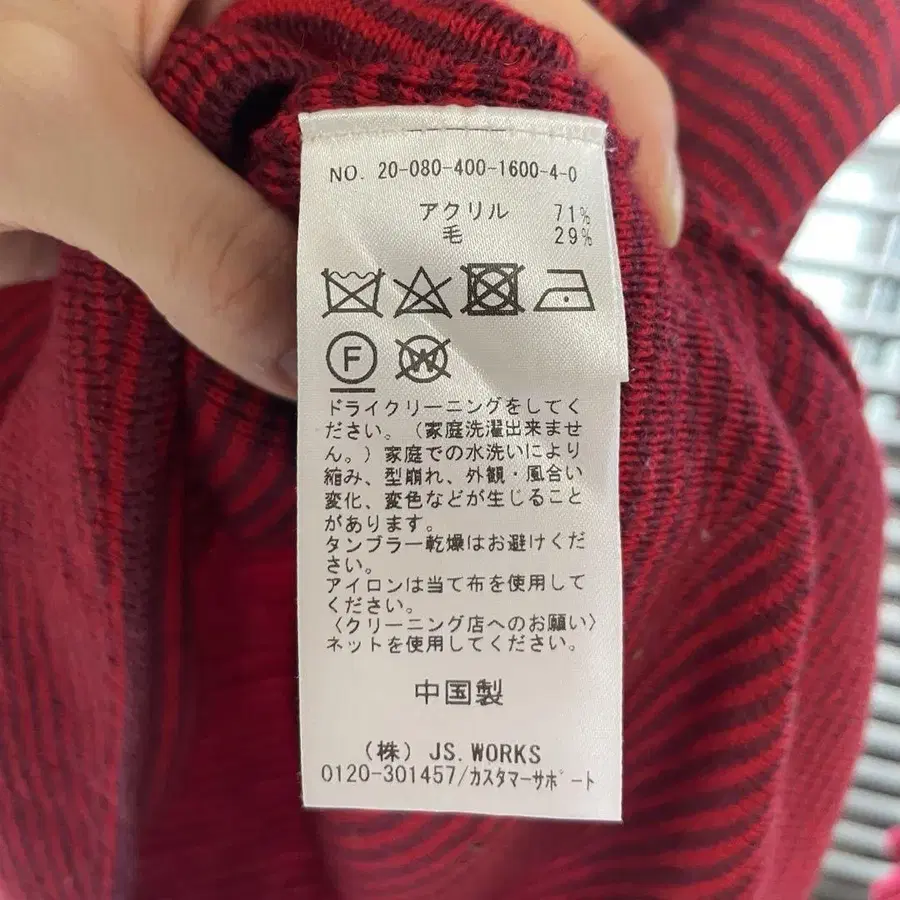 NO. 20-080-400-1600-4-0
アクリル 71%
毛 29%
F
W
ドライクリーニングをしてく
ださい。(家庭洗濯出来ませ
ん。)家庭での水洗いにより
縮み、型崩れ、外観・風合い
変化、変色などが生じること
があります。
タンブラー乾燥はお避けくだ
さい。
アイロンは当て布を使用して
ください。
〈クリーニング店へのお願い〉
ネットを使用してください。
中国製
(株) JS.WORKS
0120-301457/カスタマーサポート